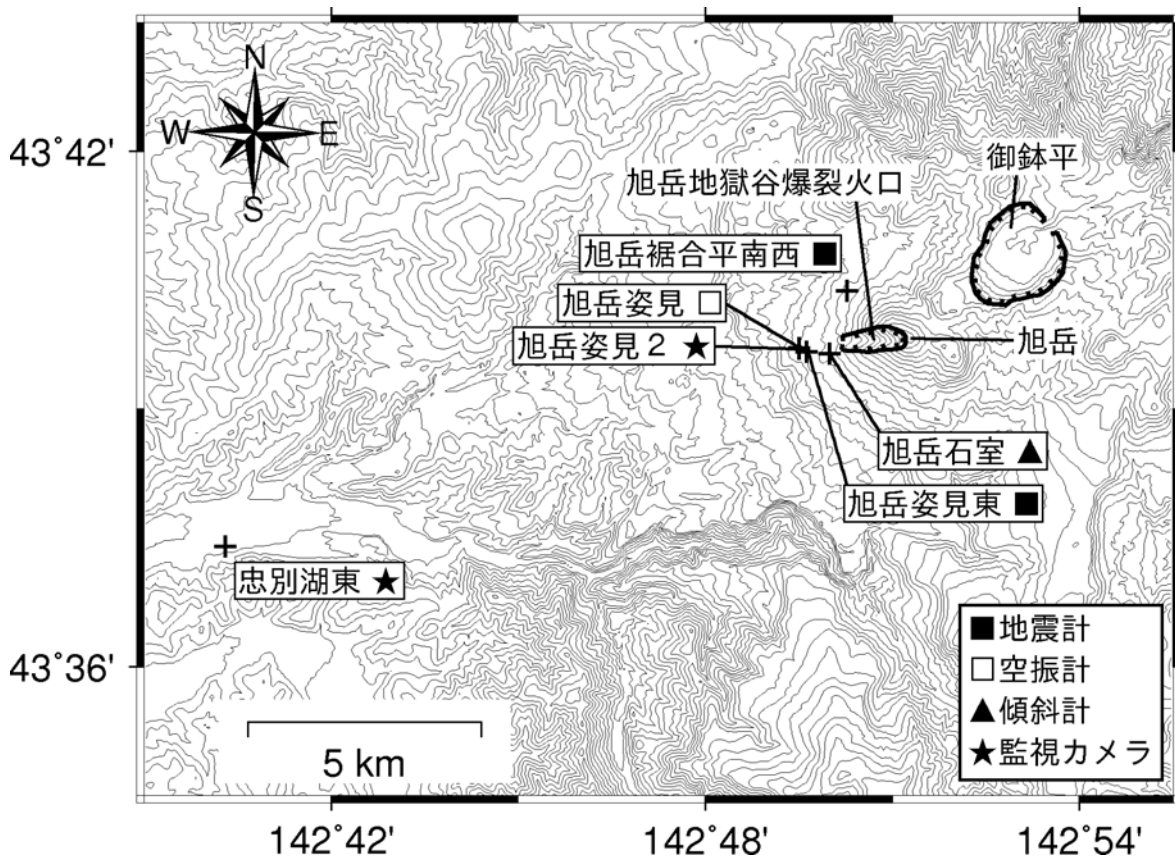 N
W E
S
43°42'
御鉢平
旭岳地獄谷爆裂火口
旭岳裾合平南西 ■
旭岳姿見 □
旭岳姿見2 ★
旭岳
旭岳石室 ▲
旭岳姿見東 ■
忠別湖東 ★
43°36'
5 km
■地震計
□空振計
▲傾斜計
★監視カメラ
142°42'
142°48'
142°54'